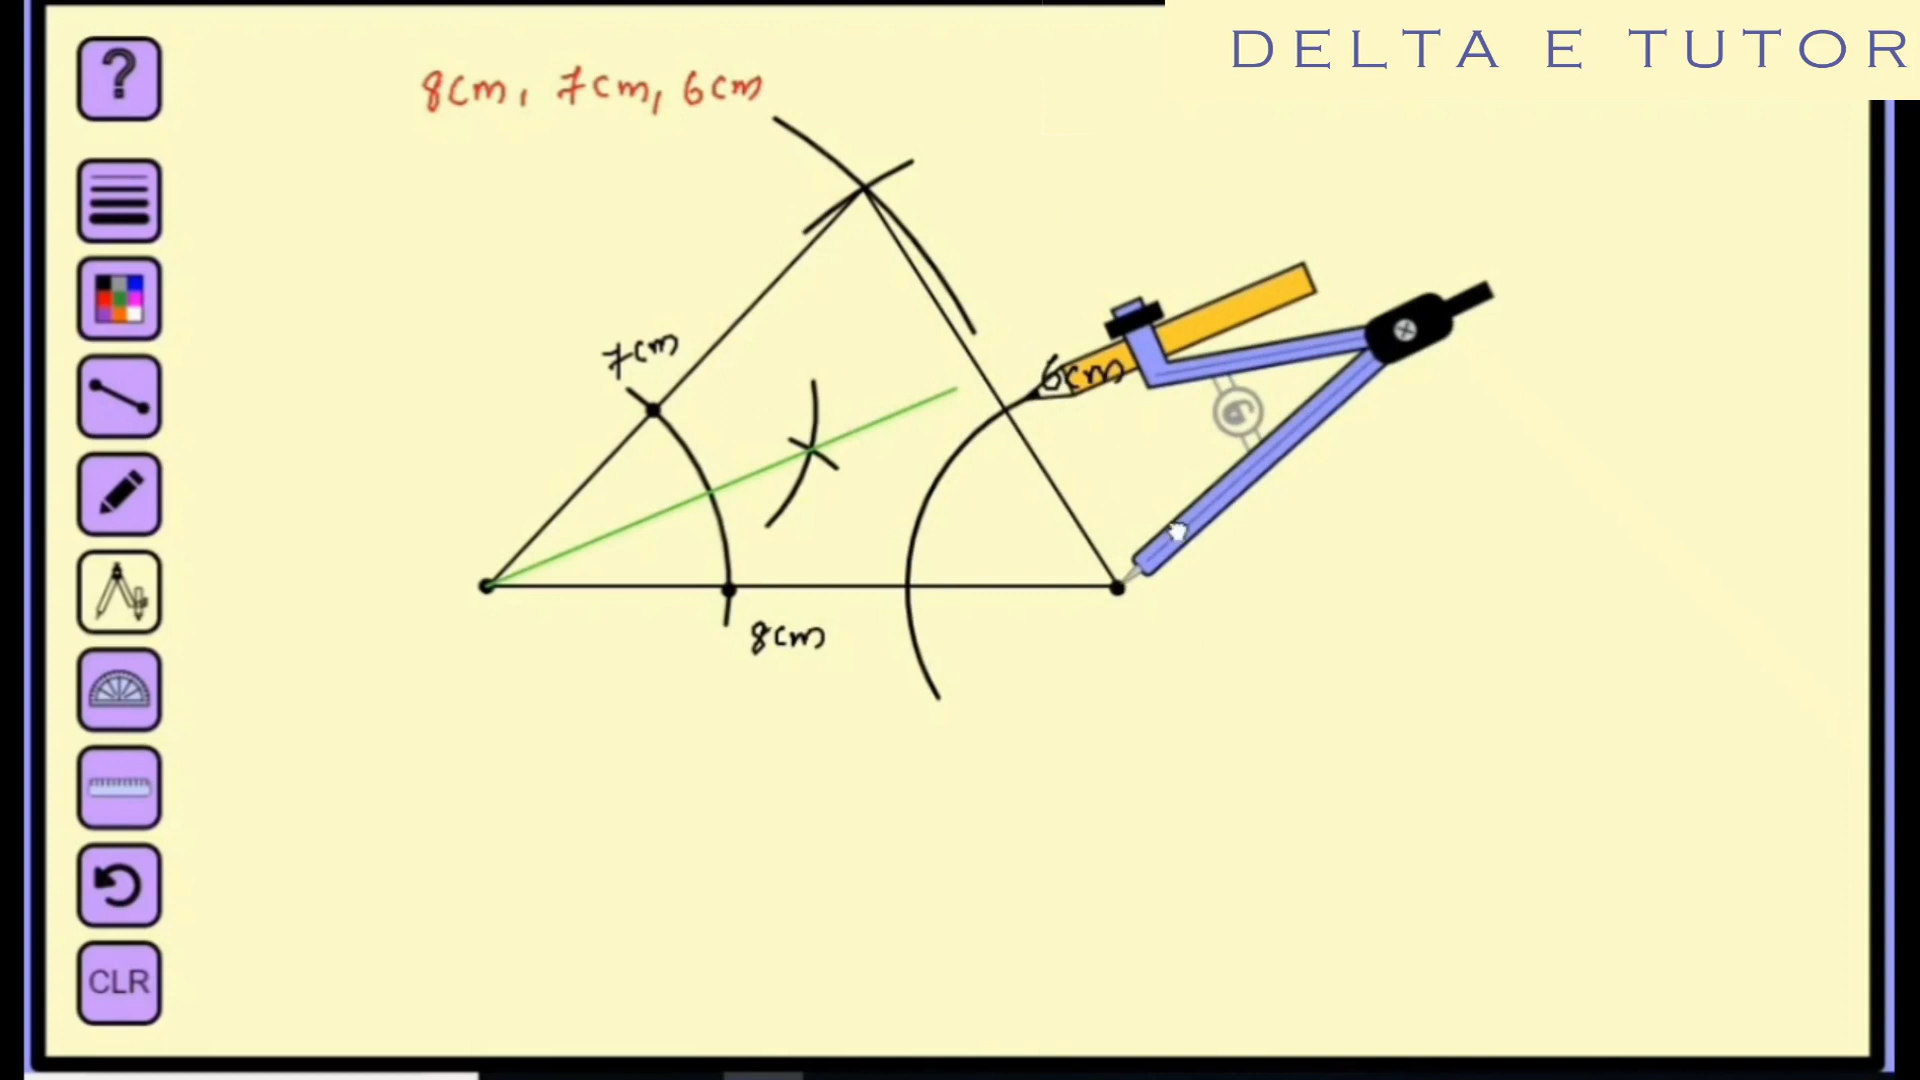 DELTA E TUTOR
8cm, 7cm, 6cm
7cm
6cm
8cm
?
CLR